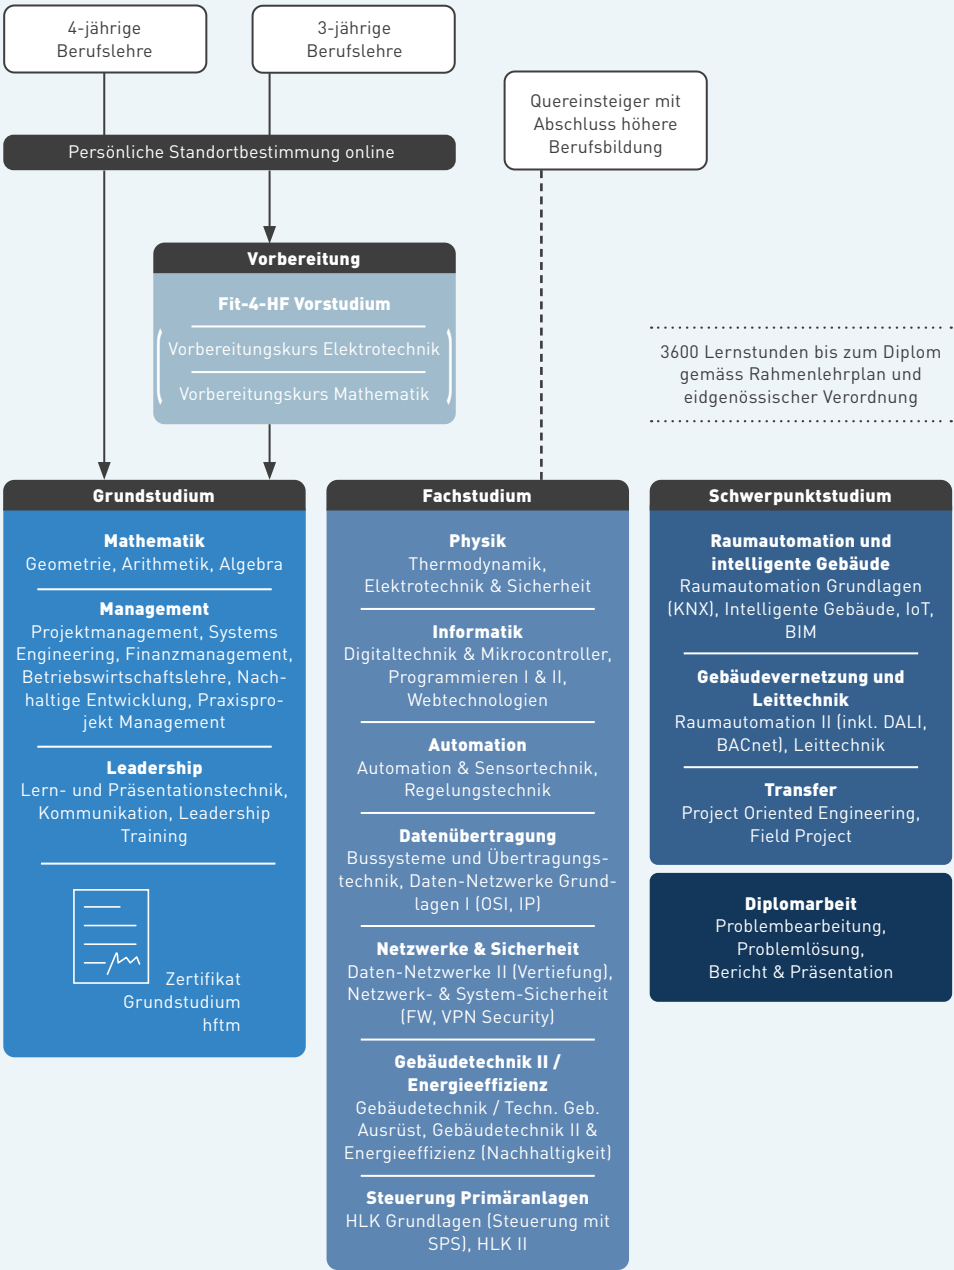 4-jährige
Berufslehre
3-jährige
Berufslehre
Quereinsteiger mit
Abschluss höhere
Berufsbildung
Persönliche Standortbestimmung online
Vorbereitung
Fit-4-HF Vorstudium
Vorbereitungskurs Elektrotechnik
Vorbereitungskurs Mathematik
3600 Lernstunden bis zum Diplom
gemäss Rahmenlehrplan und
eidgenössischer Verordnung
Grundstudium
Mathematik
Geometrie, Arithmetik, Algebra
Management
Projektmanagement, Systems
Engineering, Finanzmanagement,
Betriebswirtschaftslehre, Nach-
haltige Entwicklung, Praxispro-
jekt Management
Leadership
Lern- und Präsentationstechnik,
Kommunikation, Leadership
Training
Zertifikat
Grundstudium
hftm
Fachstudium
Physik
Thermodynamik,
Elektrotechnik & Sicherheit
Informatik
Digitaltechnik & Mikrocontroller,
Programmieren I & II,
Webtechnologien
Automation
Automation & Sensortechnik,
Regelungstechnik
Datenübertragung
Bussysteme und Übertragungs-
technik, Daten-Netzwerke Grund-
lagen I (OSI, IP)
Netzwerke & Sicherheit
Daten-Netzwerke II (Vertiefung),
Netzwerk- & System-Sicherheit
(FW, VPN Security)
Gebäudetechnik II /
Energieeffizienz
Gebäudetechnik / Techn. Geb.
Ausrüst, Gebäudetechnik II &
Energieeffizienz (Nachhaltigkeit)
Steuerung Primäranlagen
HLK Grundlagen (Steuerung mit
SPS), HLK II
Schwerpunktstudium
Raumautomation und
intelligente Gebäude
Raumautomation Grundlagen
(KNX), Intelligente Gebäude, IoT,
BIM
Gebäudevernetzung und
Leittechnik
Raumautomation II (inkl. DALI,
BACnet), Leittechnik
Transfer
Project Oriented Engineering,
Field Project
Diplomarbeit
Problembearbeitung,
Problemlösung,
Bericht & Präsentation